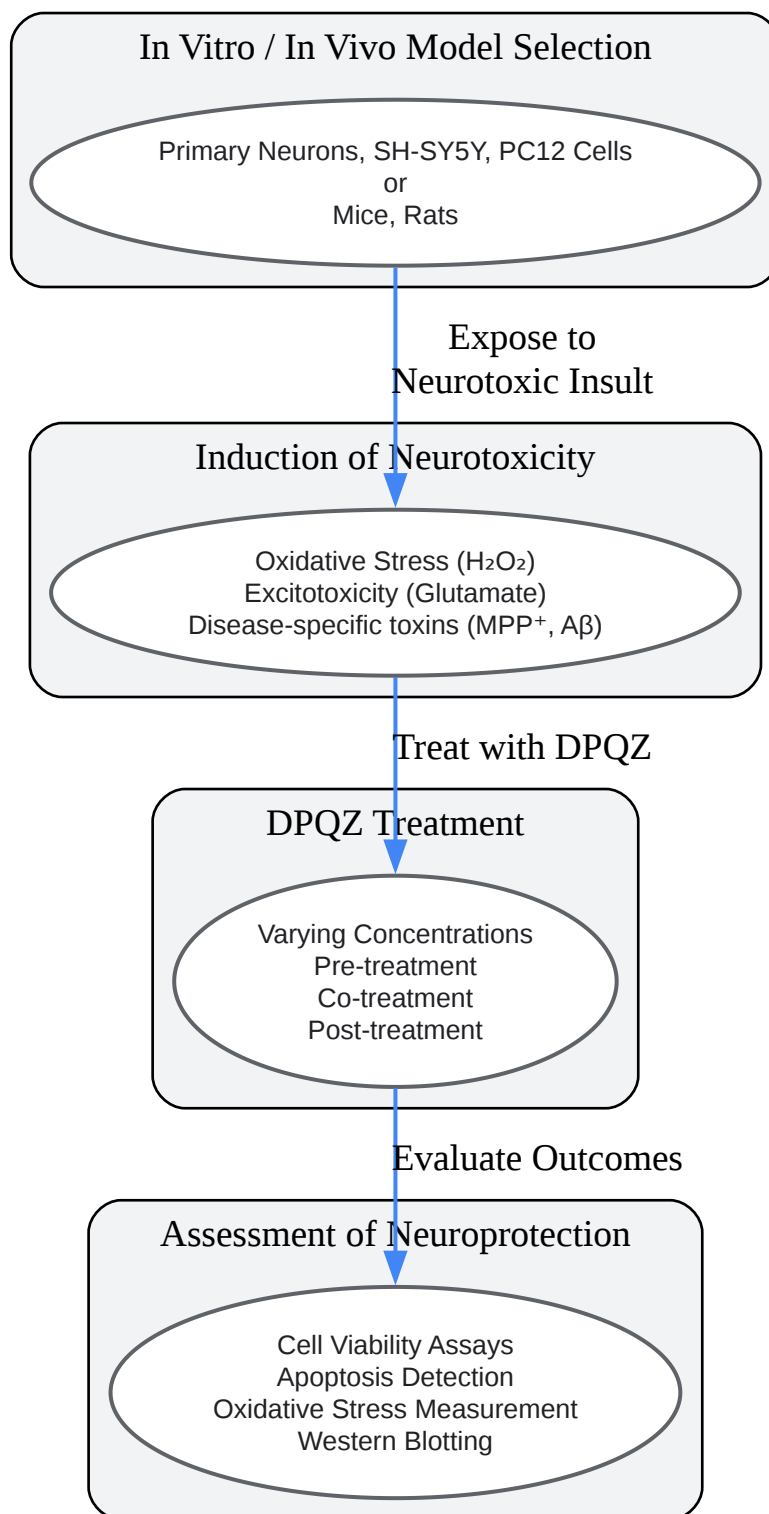 In Vitro / In Vivo Model Selection
Primary Neurons, SH-SY5Y, PC12 Cells
or
Mice, Rats
Expose to
Neurotoxic Insult
Induction of Neurotoxicity
Oxidative Stress (H₂O₂)
Excitotoxicity (Glutamate)
Disease-specific toxins (MPP⁺, Aβ)
Treat with DPQZ
DPQZ Treatment
Varying Concentrations
Pre-treatment
Co-treatment
Post-treatment
Evaluate Outcomes
Assessment of Neuroprotection
Cell Viability Assays
Apoptosis Detection
Oxidative Stress Measurement
Western Blotting